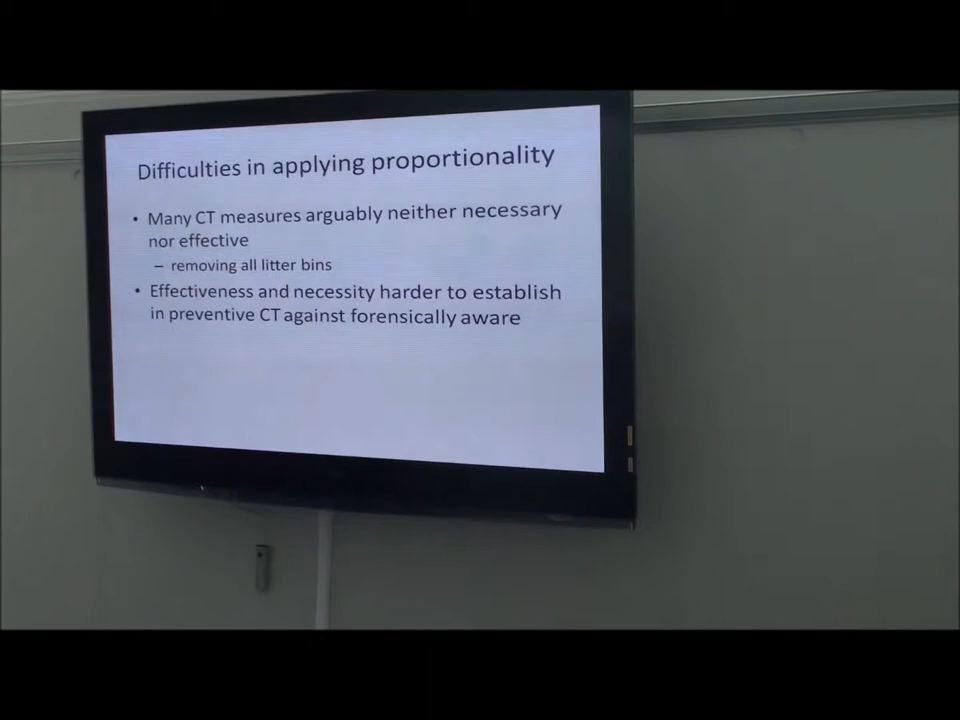 Difficulties in applying proportionality
• Many CT measures arguably neither necessary
nor effective
– removing all litter bins
• Effectiveness and necessity harder to establish
in preventive CT against forensically aware